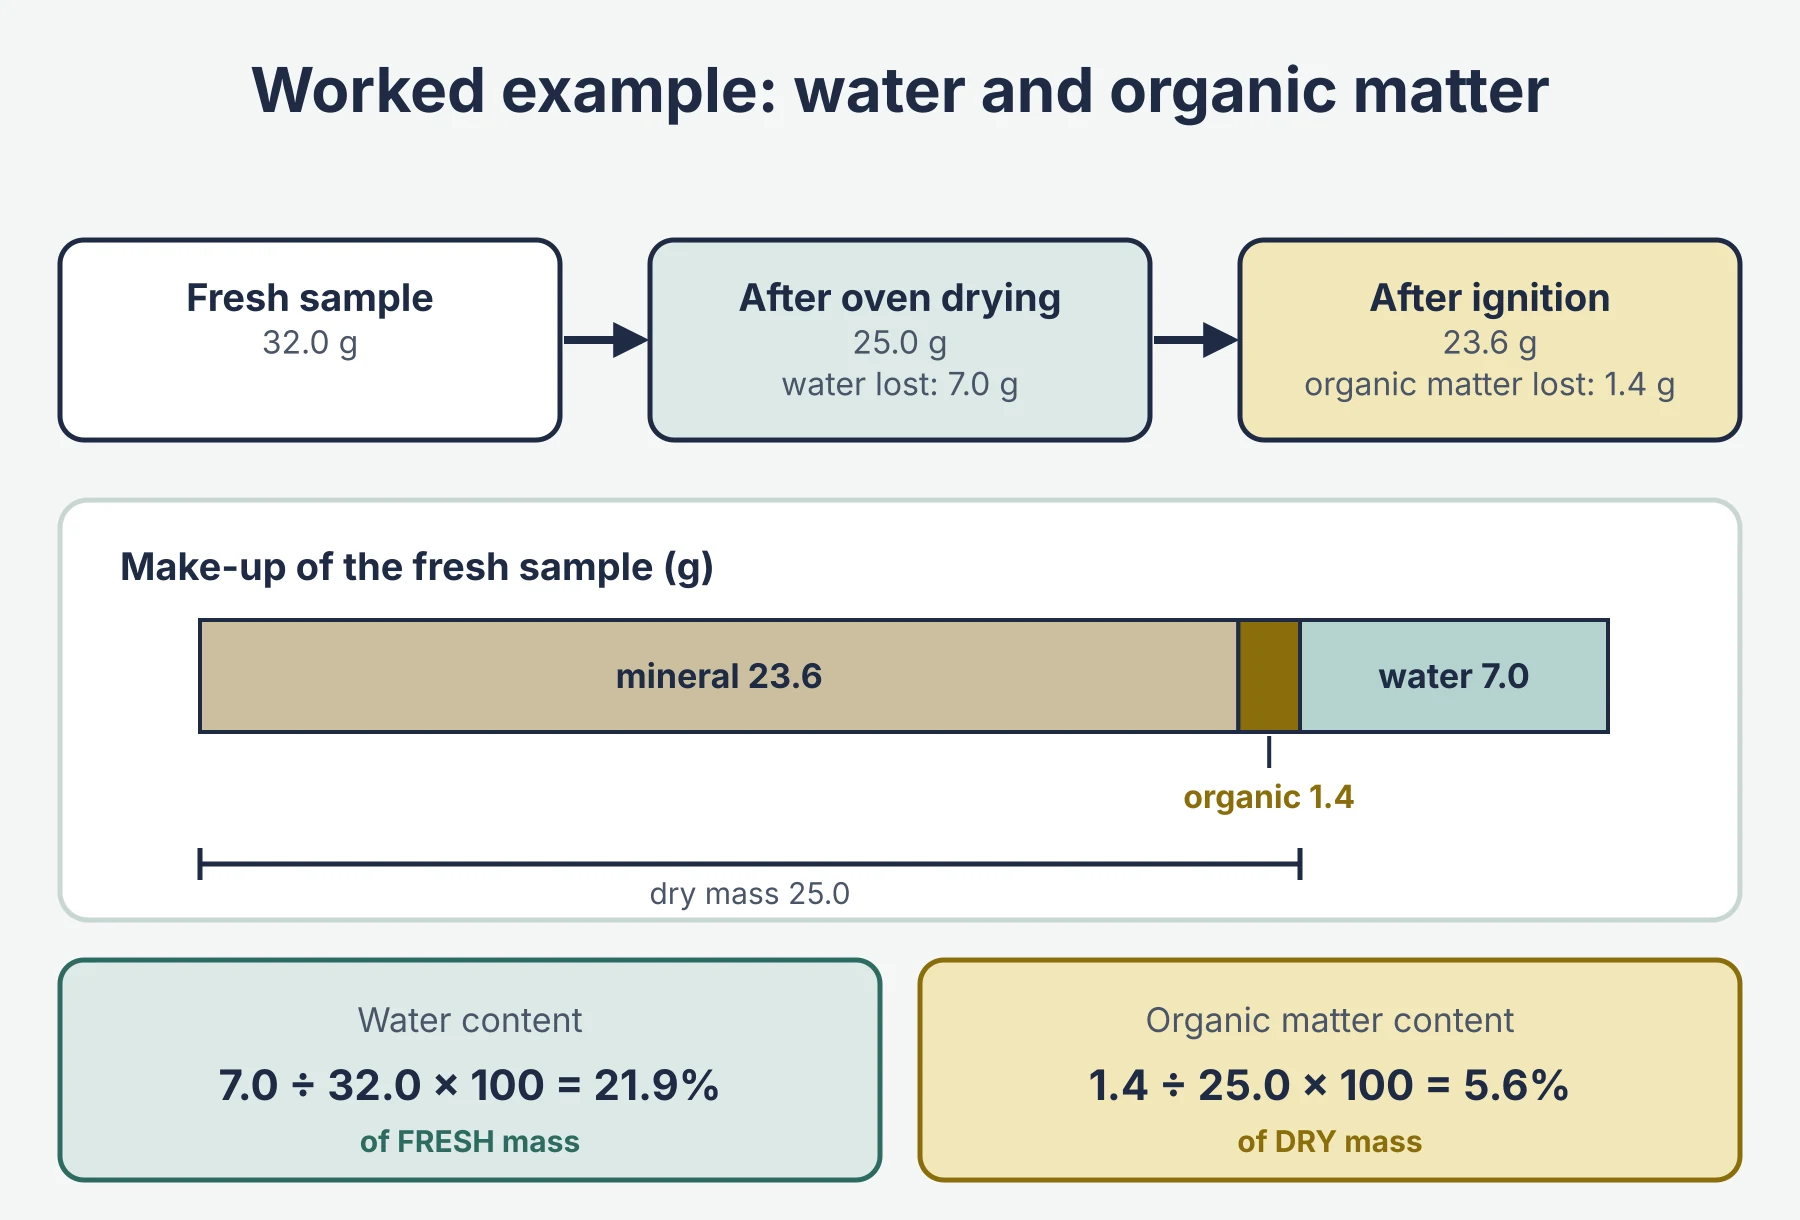 Worked example: water and organic matter
Fresh sample
32.0 g
After oven drying
25.0 g
water lost: 7.0 g
After ignition
23.6 g
organic matter lost: 1.4 g
Make-up of the fresh sample (g)
mineral 23.6
water 7.0
organic 1.4
dry mass 25.0
Water content
7.0 ÷ 32.0 × 100 = 21.9%
of FRESH mass
Organic matter content
1.4 ÷ 25.0 × 100 = 5.6%
of DRY mass